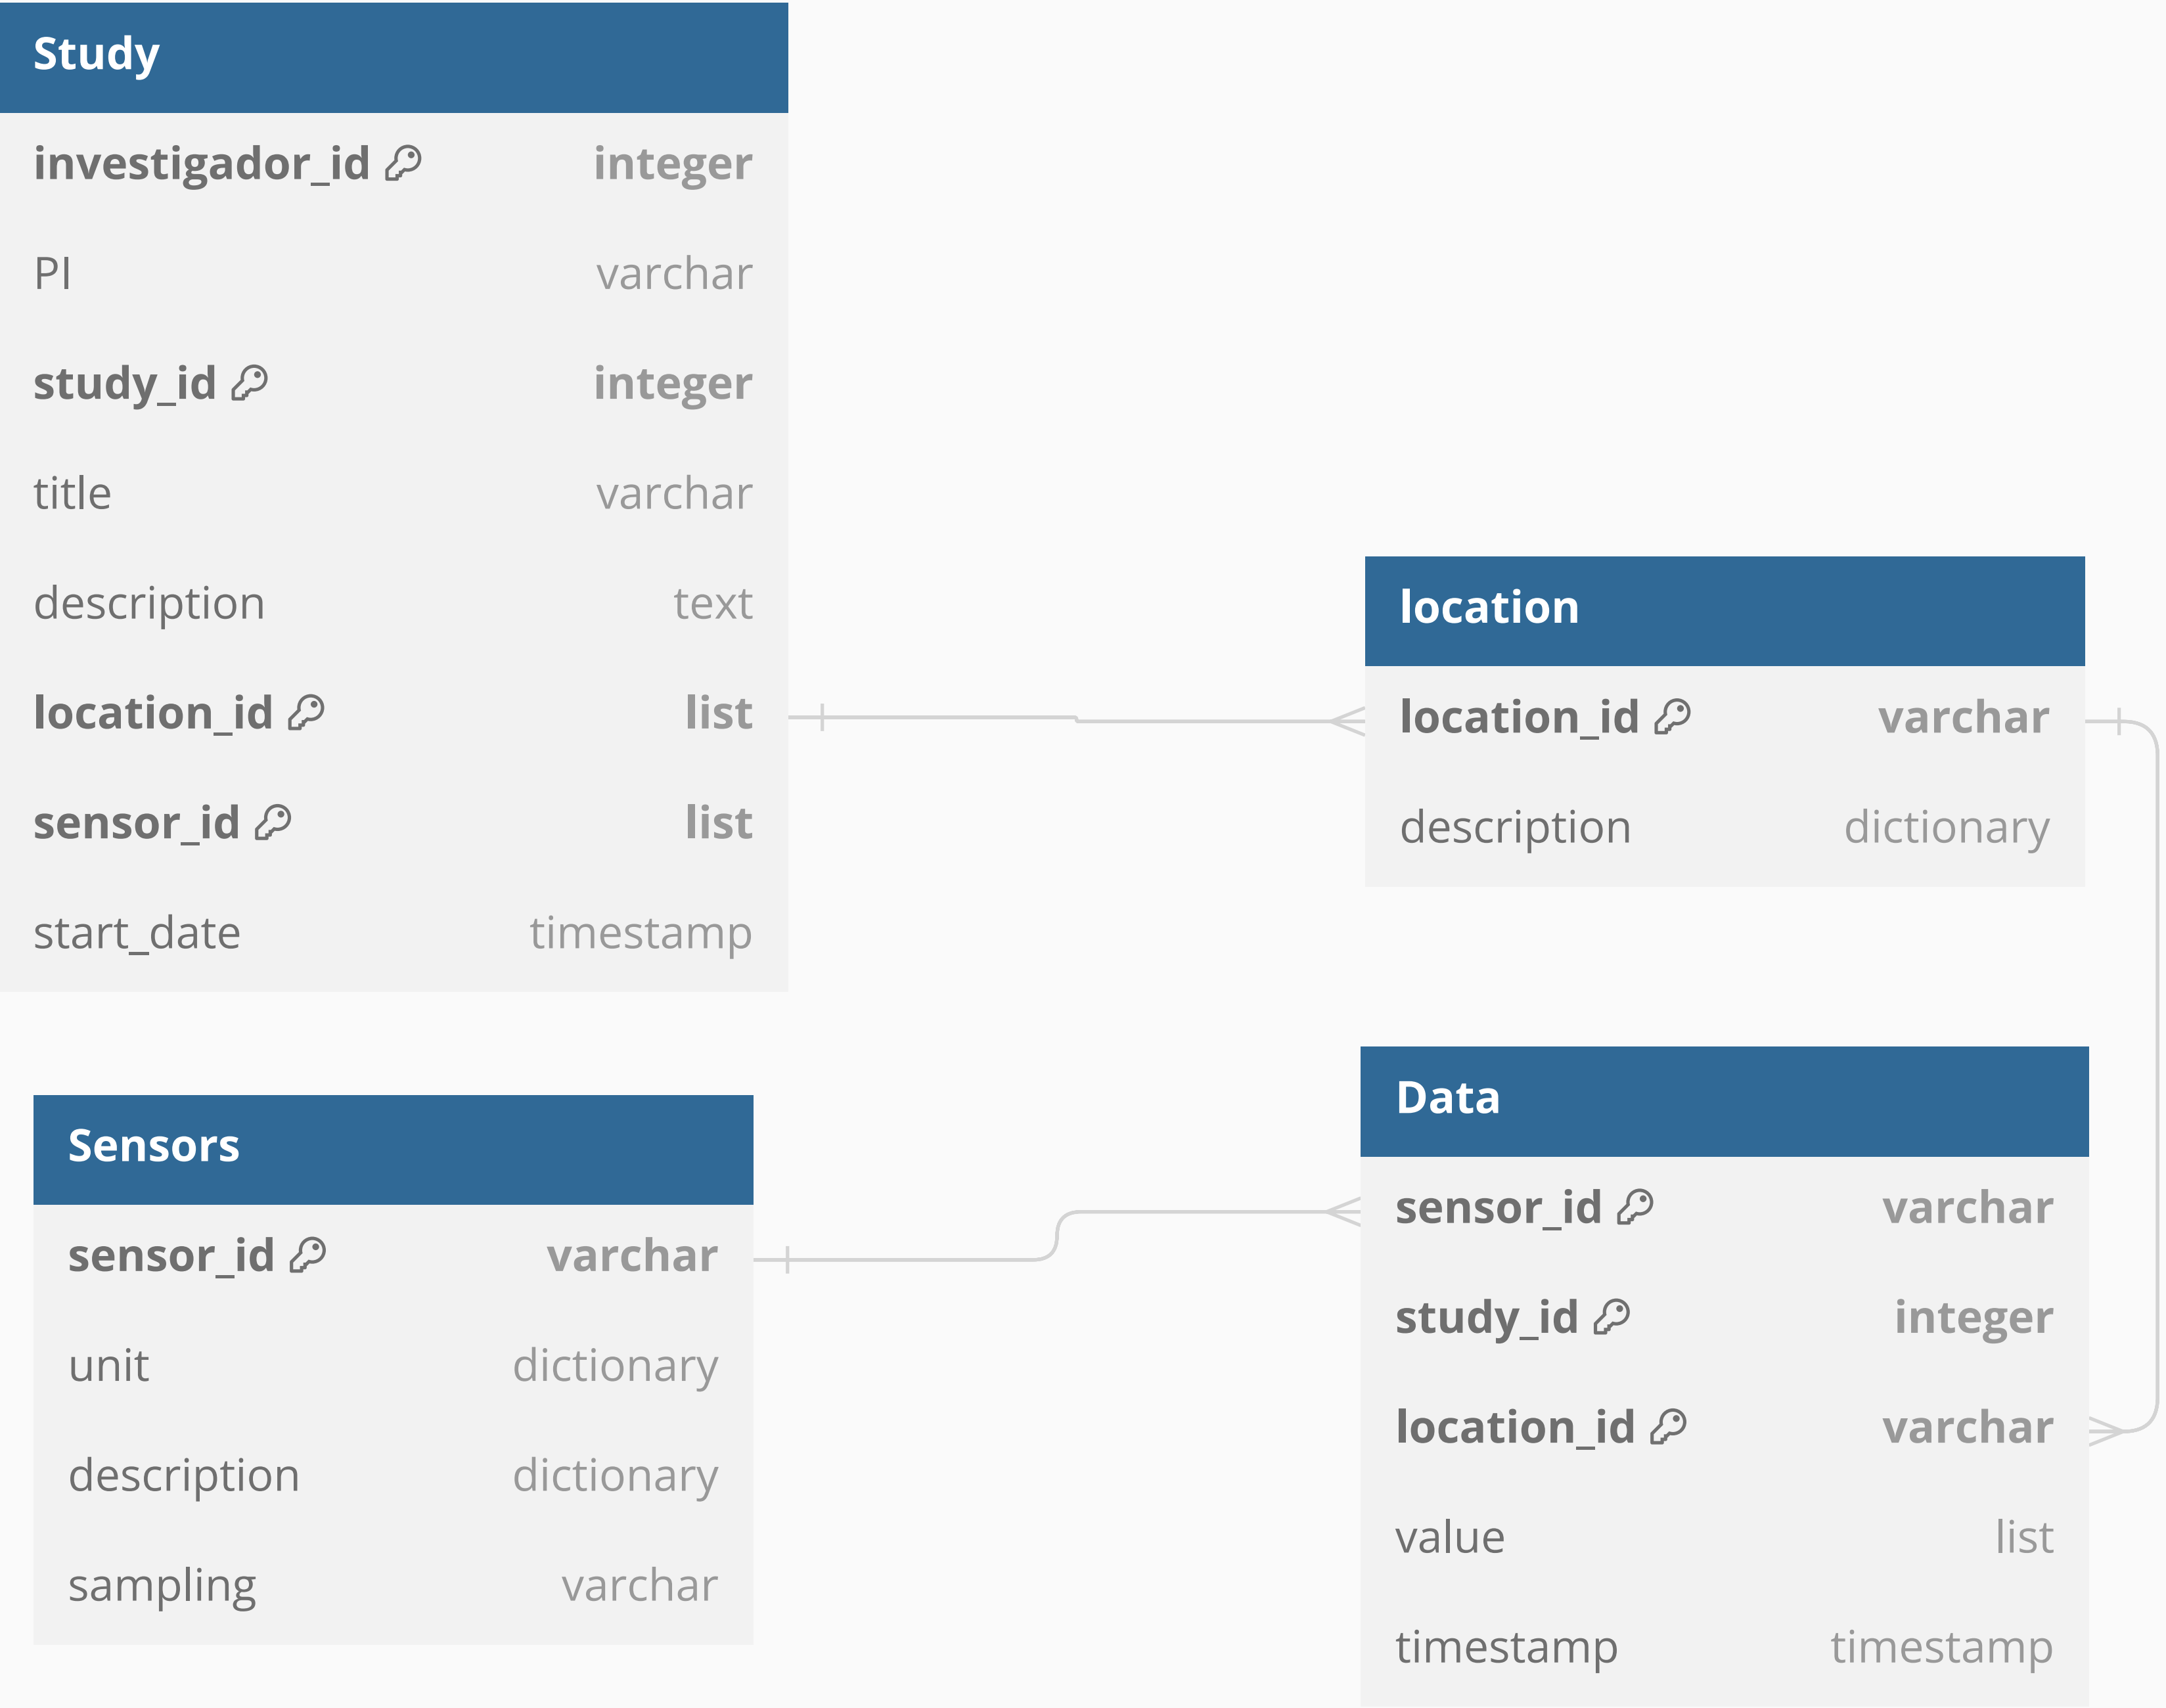 Study
investigador_id integer
PI varchar
study_id integer
title varchar
description text
location_id list
sensor_id list
start_date timestamp
location
location_id varchar
description dictionary
Sensors
sensor_id varchar
unit dictionary
description dictionary
sampling varchar
Data
sensor_id varchar
study_id integer
location_id varchar
value list
timestamp timestamp